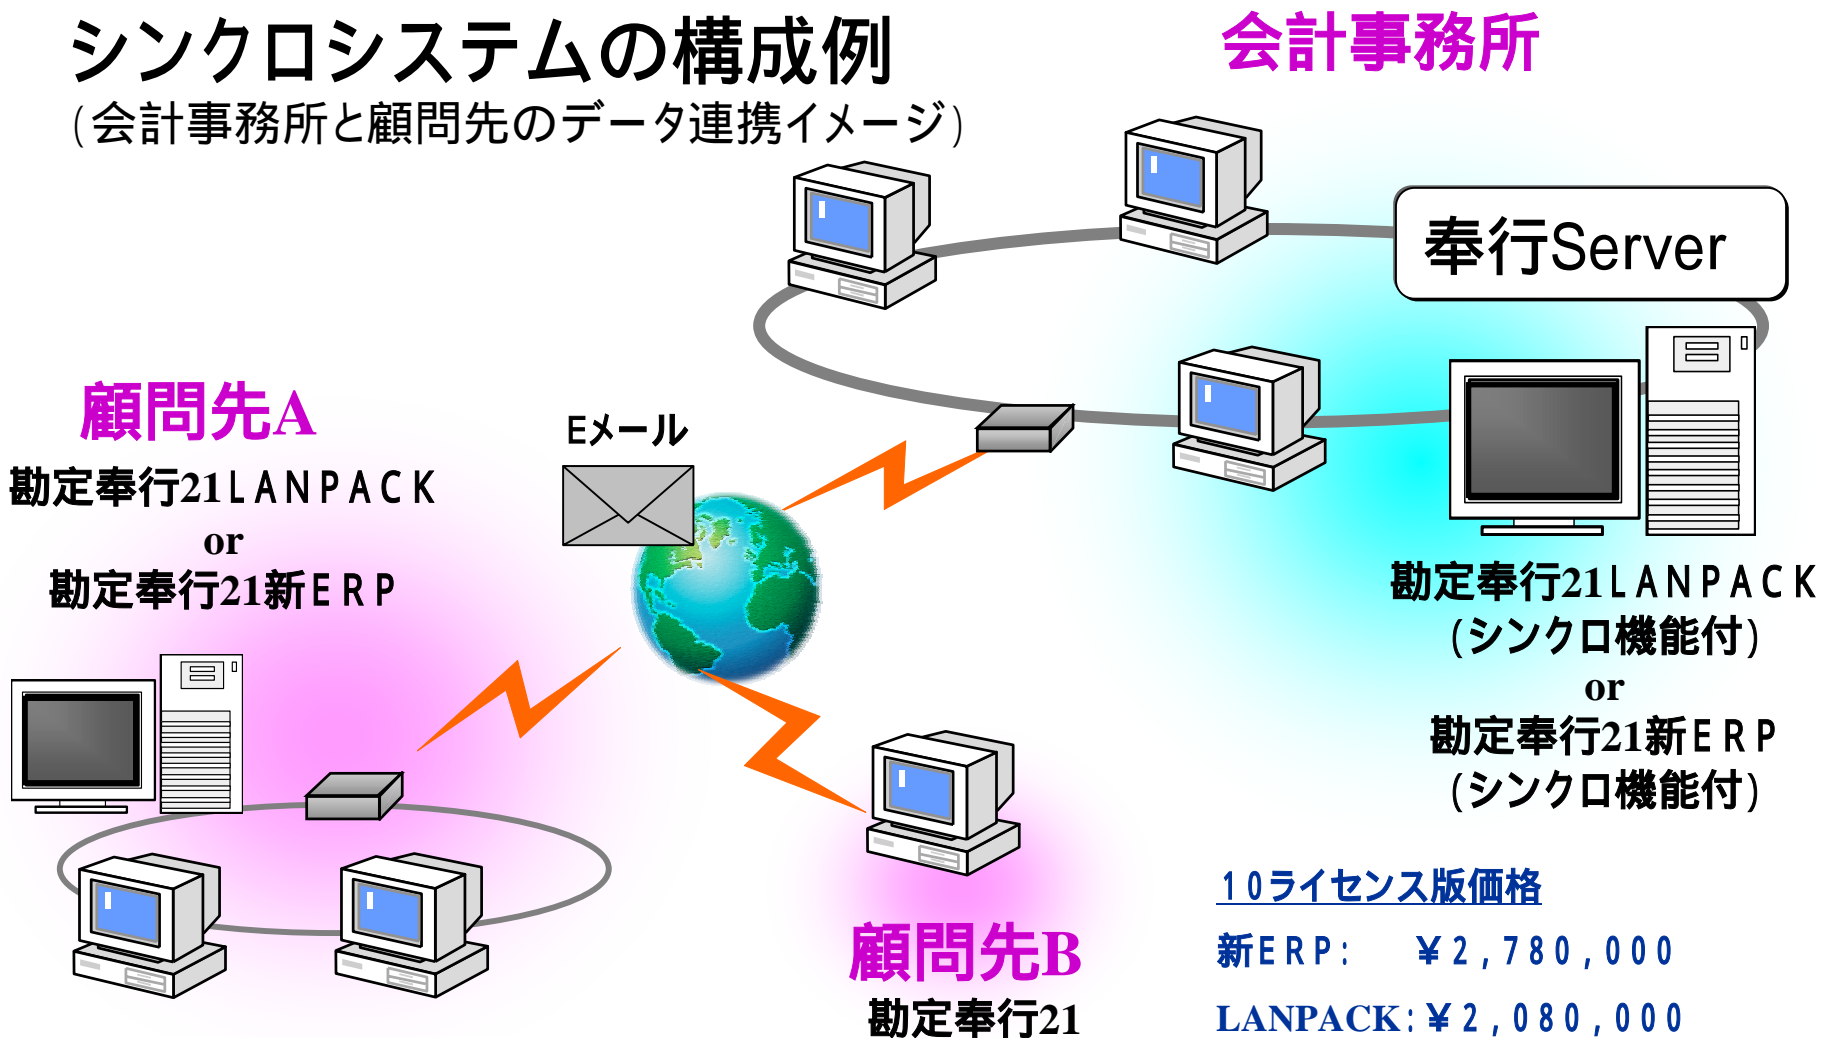 シンクロシステムの構成例
(会計事務所と顧問先のデータ連携イメージ)
会計事務所
奉行Server
顧問先A
勘定奉行21LANPACK
or
勘定奉行21新ERP
Eメール
勘定奉行21LANPACK
(シンクロ機能付)
or
勘定奉行21新ERP
(シンクロ機能付)
顧問先B
勘定奉行21
10ライセンス版価格
新ERP: ¥2,780,000
LANPACK:¥2,080,000